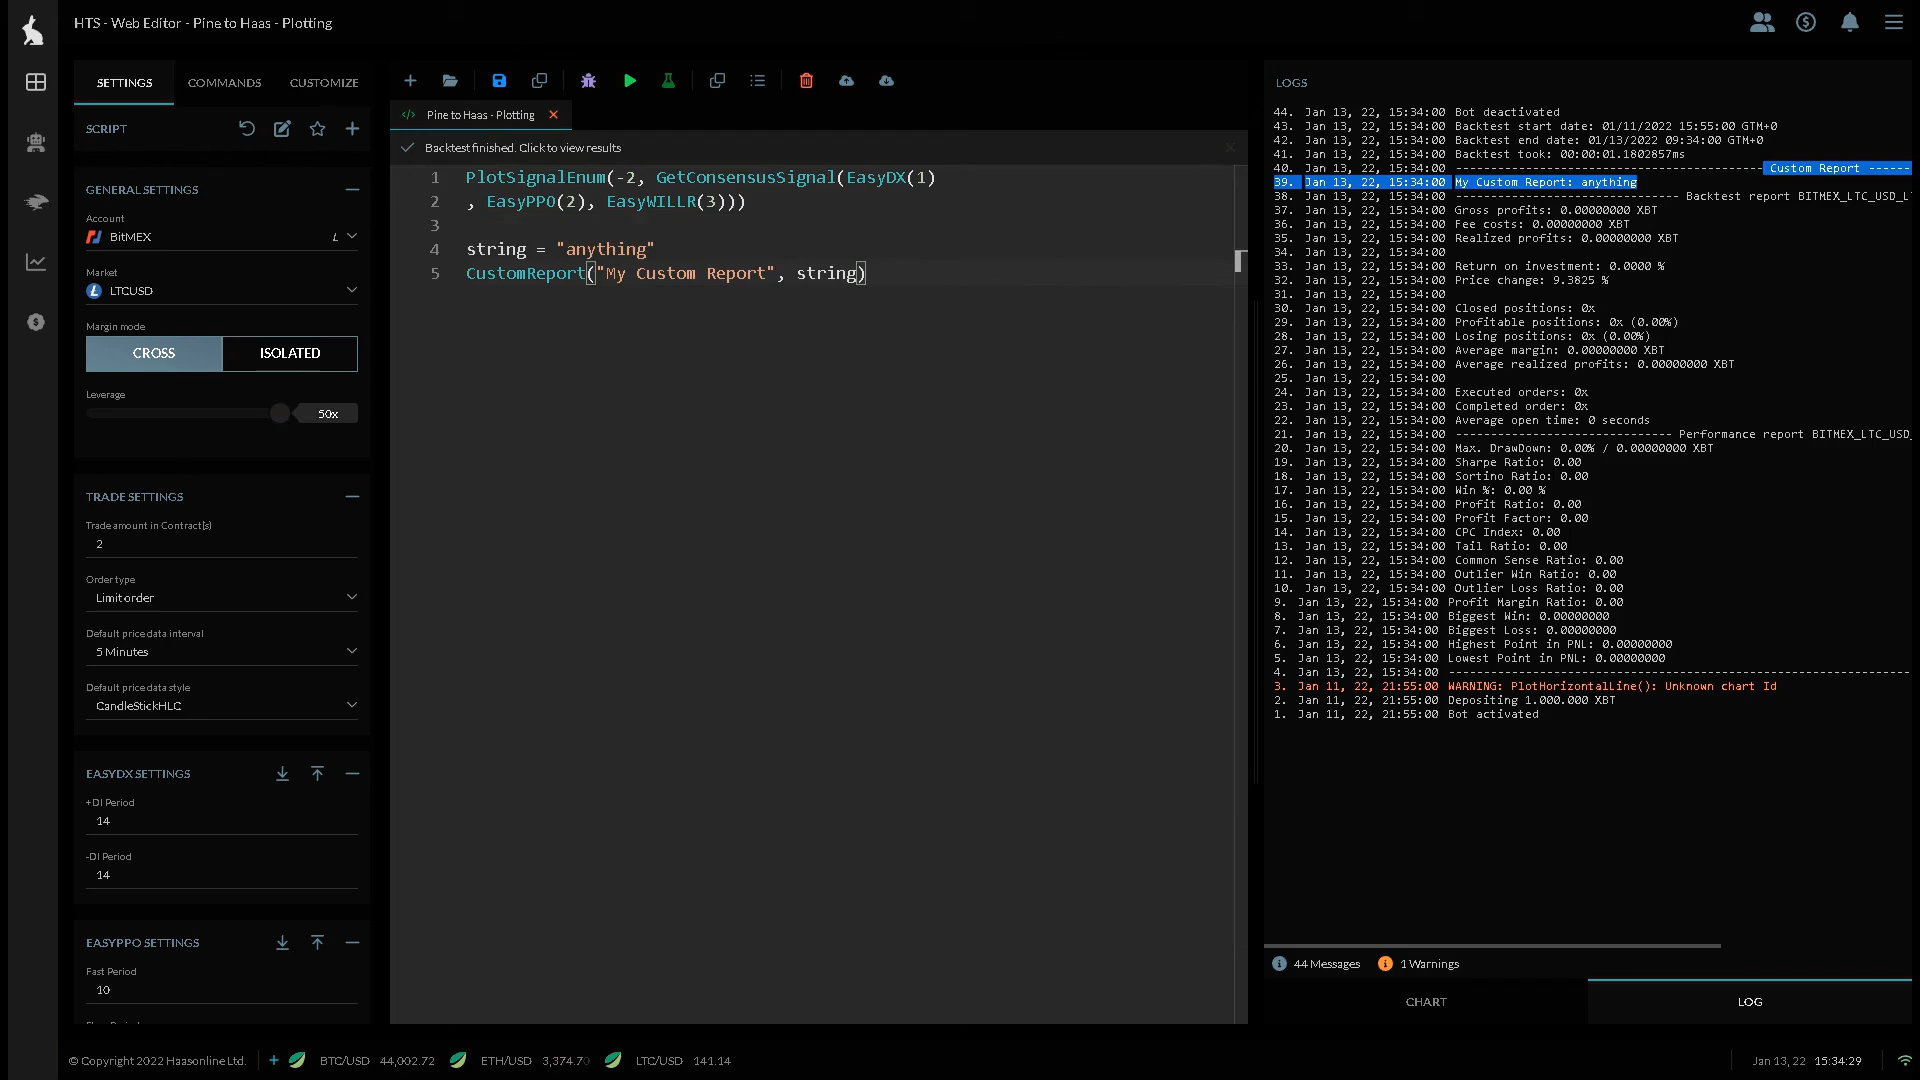 HTS - Web Editor - Pine to Haas - Plotting
SETTINGS
COMMANDS
CUSTOMIZE
SCRIPT
GENERAL SETTINGS
Account
BitMEX
L
Market
LTCUSD
Margin mode
CROSS
ISOLATED
Leverage
50x
TRADE SETTINGS
Trade amount in Contract[s]
2
Order type
Limit order
Default price data interval
5 Minutes
Default price data style
CandleStickHLC
EASYDX SETTINGS
+DI Period
14
-DI Period
14
EASYPPO SETTINGS
Fast Period
10
Pine to Haas - Plotting
Backtest finished. Click to view results
1 PlotSignalEnum(-2, GetConsensusSignal(EasyDX(1)
2 , EasyPPO(2), EasyWILLR(3)))
3
4 string = "anything"
5 CustomReport("My Custom Report", string)
LOGS
44. Jan 13, 22, 15:34:00 Bot deactivated
43. Jan 13, 22, 15:34:00 Backtest start date: 01/11/2022 15:55:00 GTM+0
42. Jan 13, 22, 15:34:00 Backtest end date: 01/13/2022 09:34:00 GTM+0
41. Jan 13, 22, 15:34:00 Backtest took: 00:00:01.1802857ms
40. Jan 13, 22, 15:34:00 -------------------------------------------- Custom Report ------
39. Jan 13, 22, 15:34:00 My Custom Report: anything
38. Jan 13, 22, 15:34:00 -------------------------------- Backtest report BITMEX_LTC_USD_LT
37. Jan 13, 22, 15:34:00 Gross profits: 0.00000000 XBT
36. Jan 13, 22, 15:34:00 Fee costs: 0.00000000 XBT
35. Jan 13, 22, 15:34:00 Realized profits: 0.00000000 XBT
34. Jan 13, 22, 15:34:00
33. Jan 13, 22, 15:34:00 Return on investment: 0.0000 %
32. Jan 13, 22, 15:34:00 Price change: 9.3825 %
31. Jan 13, 22, 15:34:00
30. Jan 13, 22, 15:34:00 Closed positions: 0x
29. Jan 13, 22, 15:34:00 Profitable positions: 0x (0.00%)
28. Jan 13, 22, 15:34:00 Losing positions: 0x (0.00%)
27. Jan 13, 22, 15:34:00 Average margin: 0.00000000 XBT
26. Jan 13, 22, 15:34:00 Average realized profits: 0.00000000 XBT
25. Jan 13, 22, 15:34:00
24. Jan 13, 22, 15:34:00 Executed orders: 0x
23. Jan 13, 22, 15:34:00 Completed order: 0x
22. Jan 13, 22, 15:34:00 Average open time: 0 seconds
21. Jan 13, 22, 15:34:00 ------------------------------- Performance report BITMEX_LTC_USD_
20. Jan 13, 22, 15:34:00 Max. DrawDown: 0.00% / 0.00000000 XBT
19. Jan 13, 22, 15:34:00 Sharpe Ratio: 0.00
18. Jan 13, 22, 15:34:00 Sortino Ratio: 0.00
17. Jan 13, 22, 15:34:00 Win %: 0.00 %
16. Jan 13, 22, 15:34:00 Profit Ratio: 0.00
15. Jan 13, 22, 15:34:00 Profit Factor: 0.00
14. Jan 13, 22, 15:34:00 CPC Index: 0.00
13. Jan 13, 22, 15:34:00 Tail Ratio: 0.00
12. Jan 13, 22, 15:34:00 Common Sense Ratio: 0.00
11. Jan 13, 22, 15:34:00 Outlier Win Ratio: 0.00
10. Jan 13, 22, 15:34:00 Outlier Loss Ratio: 0.00
9. Jan 13, 22, 15:34:00 Profit Margin Ratio: 0.00
8. Jan 13, 22, 15:34:00 Biggest Win: 0.00000000
7. Jan 13, 22, 15:34:00 Biggest Loss: 0.00000000
6. Jan 13, 22, 15:34:00 Highest Point in PNL: 0.00000000
5. Jan 13, 22, 15:34:00 Lowest Point in PNL: 0.00000000
4. Jan 13, 22, 15:34:00 ------------------------------------------------------------------
3. Jan 11, 22, 21:55:00 WARNING: PlotHorizontalLine(): Unknown chart Id
2. Jan 11, 22, 21:55:00 Depositing 1.000.000 XBT
1. Jan 11, 22, 21:55:00 Bot activated
44 Messages
1 Warnings
CHART
LOG
© Copyright 2022 Haasonline Ltd.
BTC/USD 44,002.72
ETH/USD 3,374.70
LTC/USD 141.14
Jan 13, 22 15:34:29